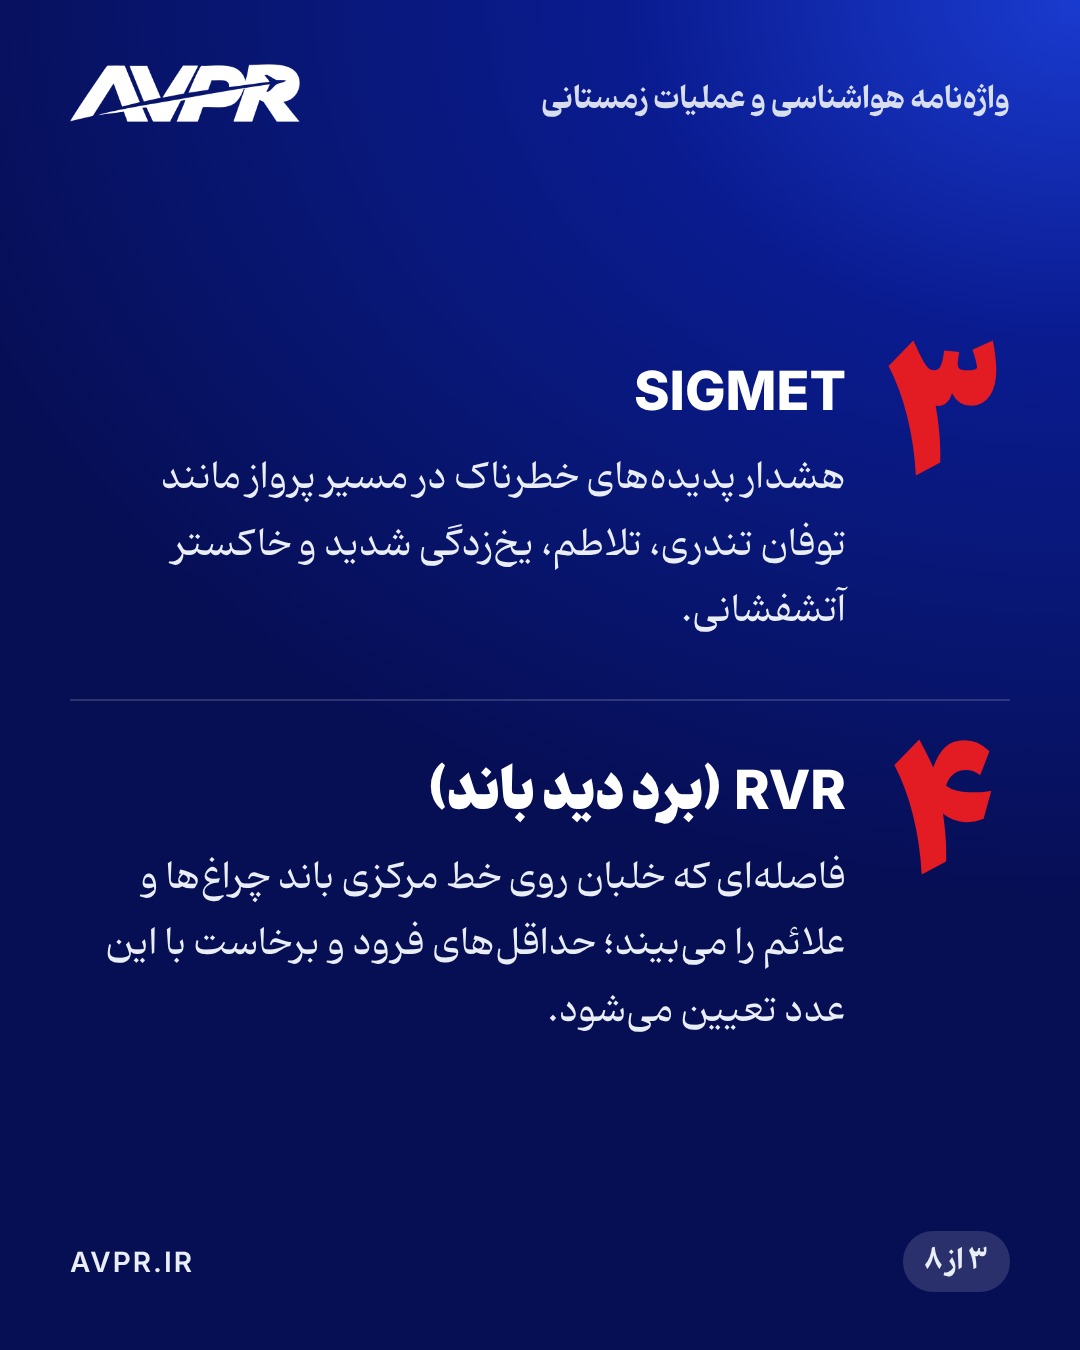 واژه‌نامه هواشناسی و عملیات زمستانی
AVPR
۳
SIGMET
هشدار پدیده‌های خطرناک در مسیر پرواز مانند
توفان تندری، تلاطم، یخ‌زدگی شدید و خاکستر
آتشفشانی.
۴
RVR (برد دید باند)
فاصله‌ای که خلبان روی خط مرکزی باند چراغ‌ها و
علائم را می‌بیند؛ حداقل‌های فرود و برخاست با این
عدد تعیین می‌شود.
۳ از ۸
AVPR.IR